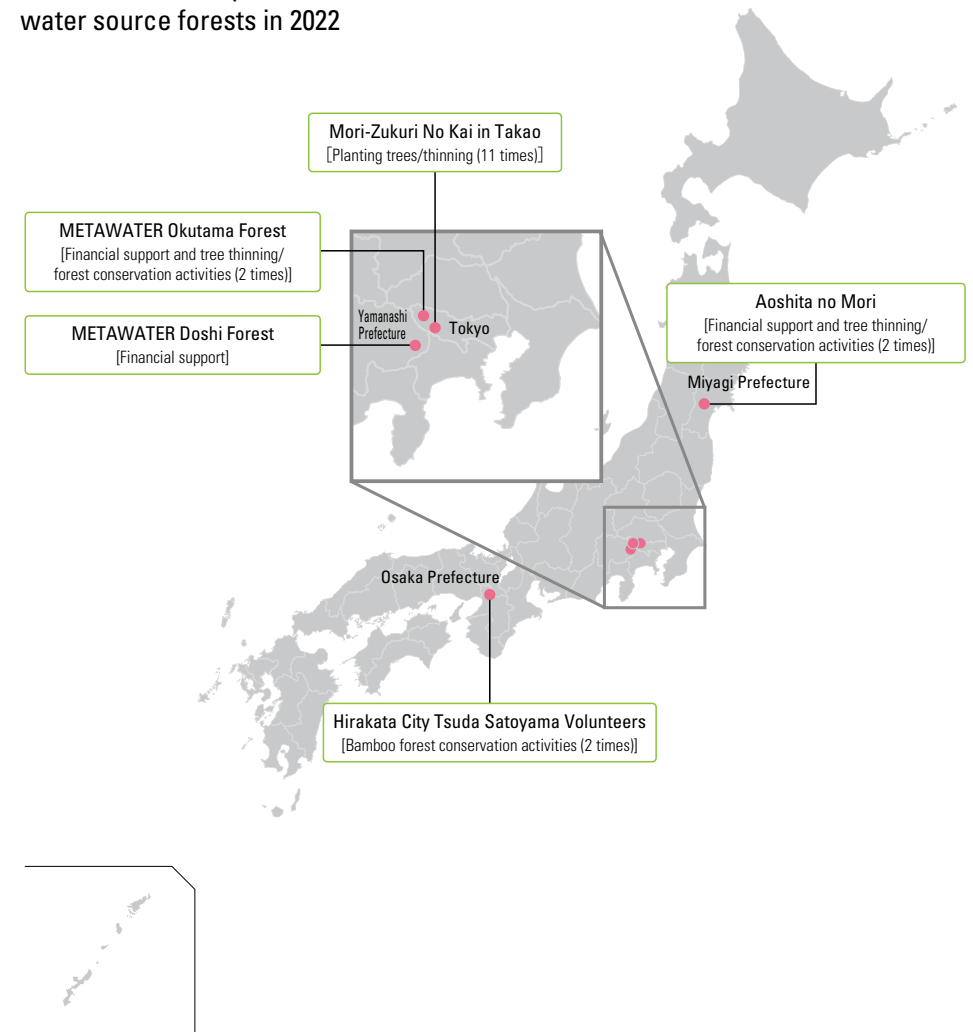 water source forests in 2022
Mori-Zukuri No Kai in Takao
[Planting trees/thinning (11 times)]
METAWATER Okutama Forest
[Financial support and tree thinning/
forest conservation activities (2 times)]
METAWATER Doshi Forest
[Financial support]
Yamanashi
Prefecture
Tokyo
Aoshita no Mori
[Financial support and tree thinning/
forest conservation activities (2 times)]
Miyagi Prefecture
Osaka Prefecture
Hirakata City Tsuda Satoyama Volunteers
[Bamboo forest conservation activities (2 times)]